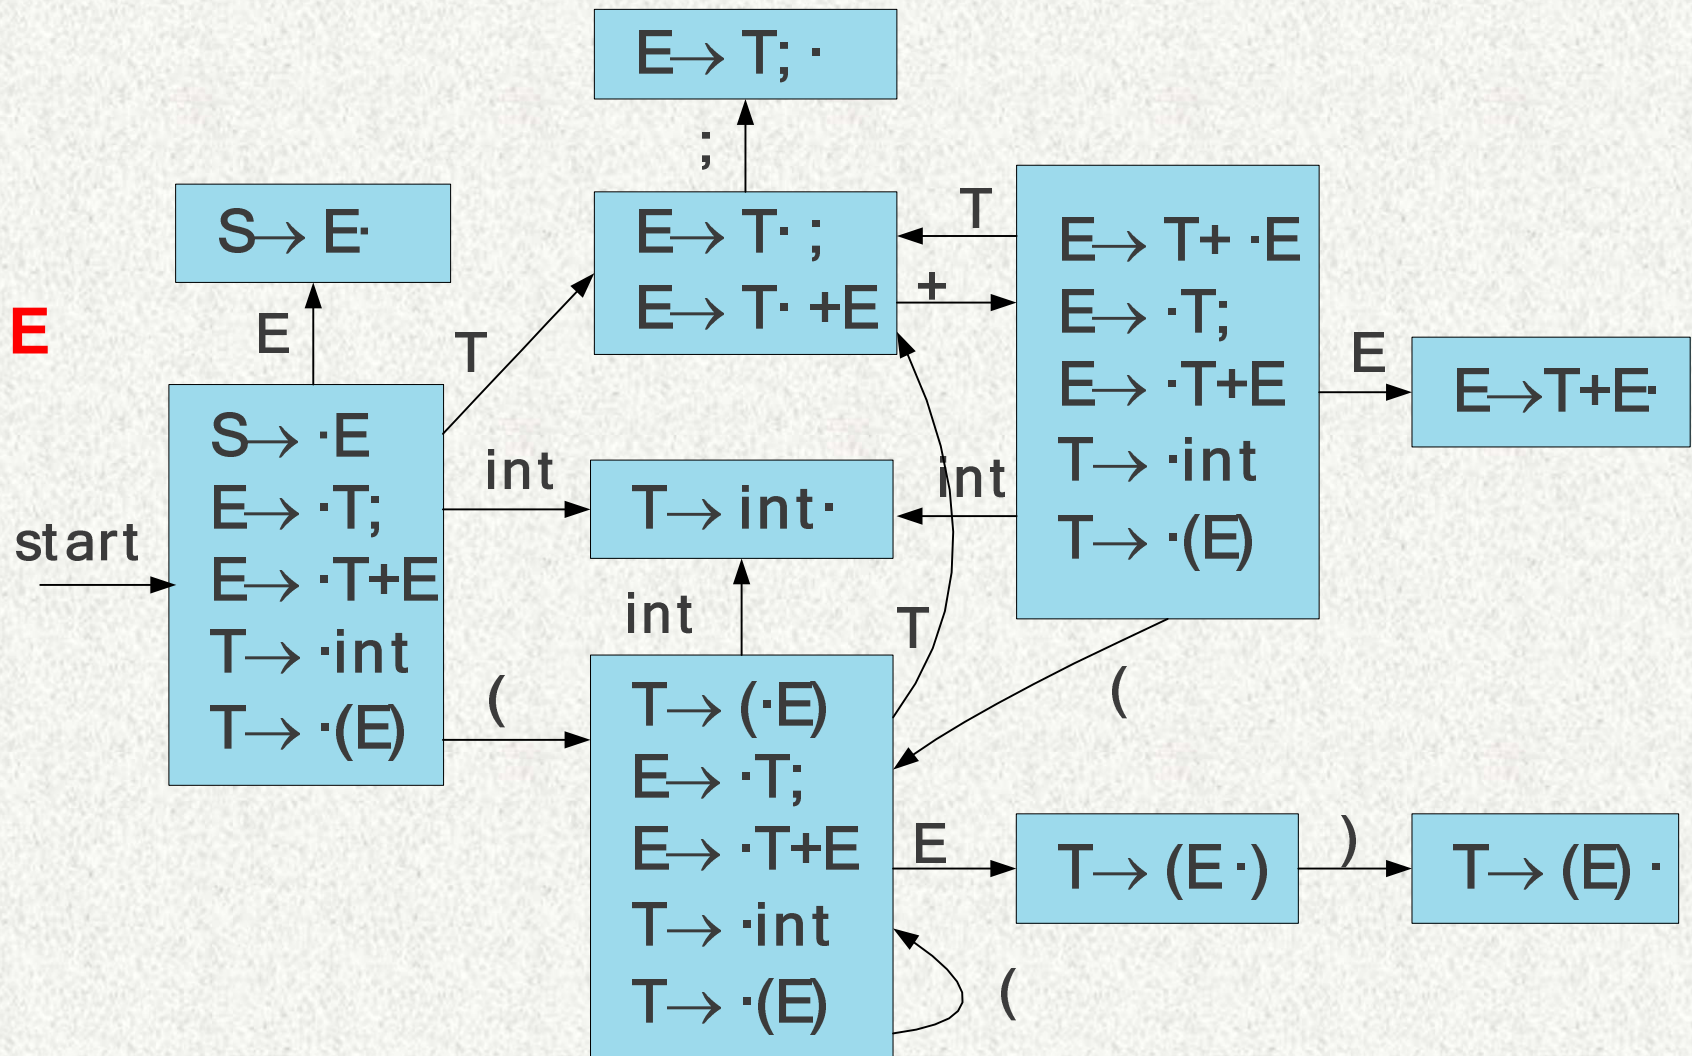 E→ T; ·
;
S→ E·
E→ T· ;
E→ T· +E
T
+
E→ T+ ·E
E→ ·T;
E→ ·T+E
T→ ·int
T→ ·(E)
E
E
T
E
E→T+E·
S→ ·E
E→ ·T;
E→ ·T+E
T→ ·int
T→ ·(E)
start
int
T→ int·
int
int
T
(
(
T→ (·E)
E→ ·T;
E→ ·T+E
T→ ·int
T→ ·(E)
E
T→ (E ·)
)
T→ (E) ·
(